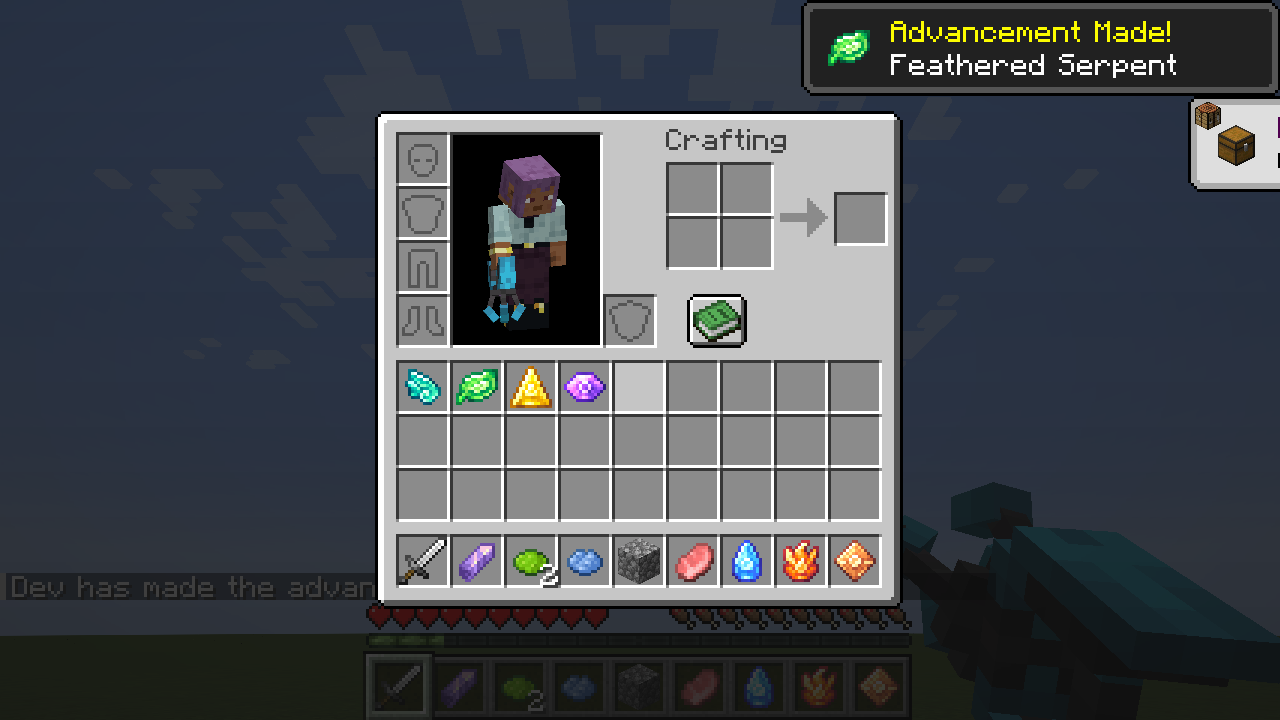 Advancement Made!
Feathered Serpent
Crafting
2
Dev has made the advan
2